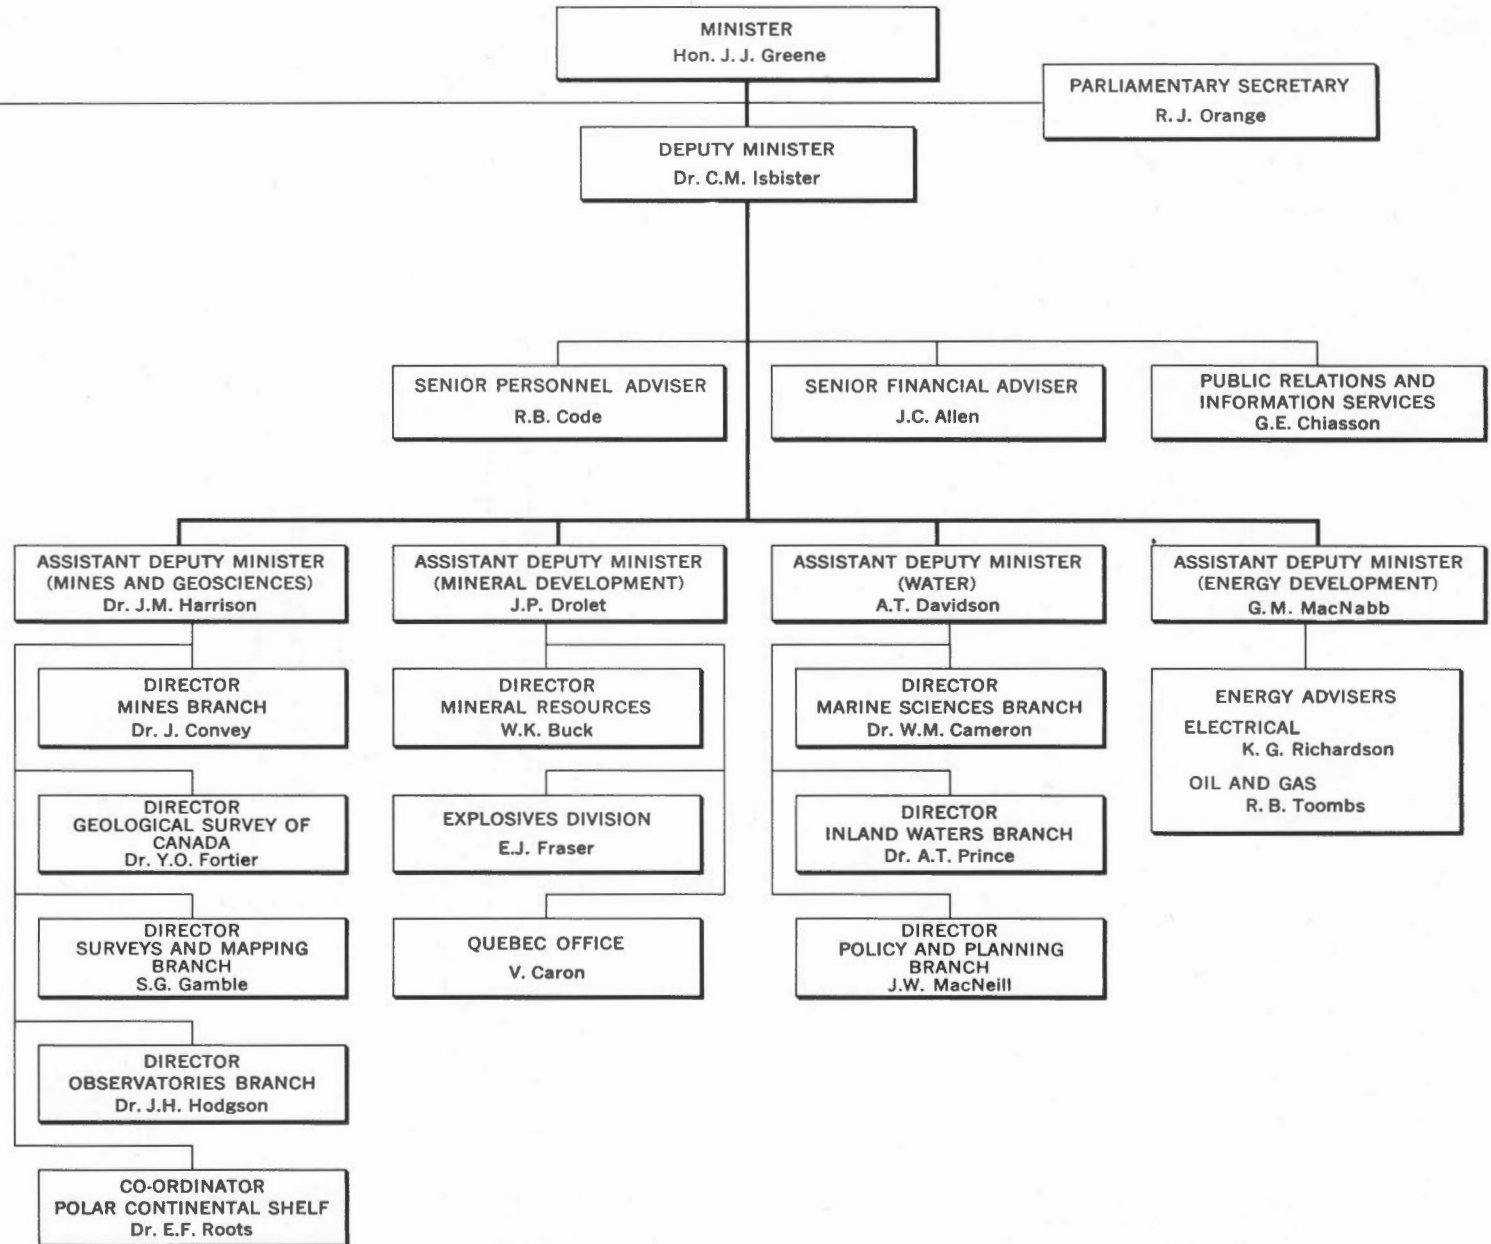 MINISTER
Hon. J. J. Greene
PARLIAMENTARY SECRETARY
R. J. Orange
DEPUTY MINISTER
Dr. C.M. Isbister
SENIOR PERSONNEL ADVISER
R.B. Code
SENIOR FINANCIAL ADVISER
J.C. Allen
PUBLIC RELATIONS AND
INFORMATION SERVICES
G.E. Chiasson
ASSISTANT DEPUTY MINISTER
(MINES AND GEOSCIENCES)
Dr. J.M. Harrison
DIRECTOR
MINES BRANCH
Dr. J. Convey
DIRECTOR
GEOLOGICAL SURVEY OF
CANADA
Dr. Y.O. Fortier
DIRECTOR
SURVEYS AND MAPPING
BRANCH
S.G. Gamble
DIRECTOR
OBSERVATORIES BRANCH
Dr. J.H. Hodgson
CO-ORDINATOR
POLAR CONTINENTAL SHELF
Dr. E.F. Roots
ASSISTANT DEPUTY MINISTER
(MINERAL DEVELOPMENT)
J.P. Drolet
DIRECTOR
MINERAL RESOURCES
W.K. Buck
EXPLOSIVES DIVISION
E.J. Fraser
QUEBEC OFFICE
V. Caron
ASSISTANT DEPUTY MINISTER
(WATER)
A.T. Davidson
DIRECTOR
MARINE SCIENCES BRANCH
Dr. W.M. Cameron
DIRECTOR
INLAND WATERS BRANCH
Dr. A.T. Prince
DIRECTOR
POLICY AND PLANNING
BRANCH
J.W. MacNeill
ASSISTANT DEPUTY MINISTER
(ENERGY DEVELOPMENT)
G. M. MacNabb
ENERGY ADVISERS
ELECTRICAL
K. G. Richardson
OIL AND GAS
R. B. Toombs